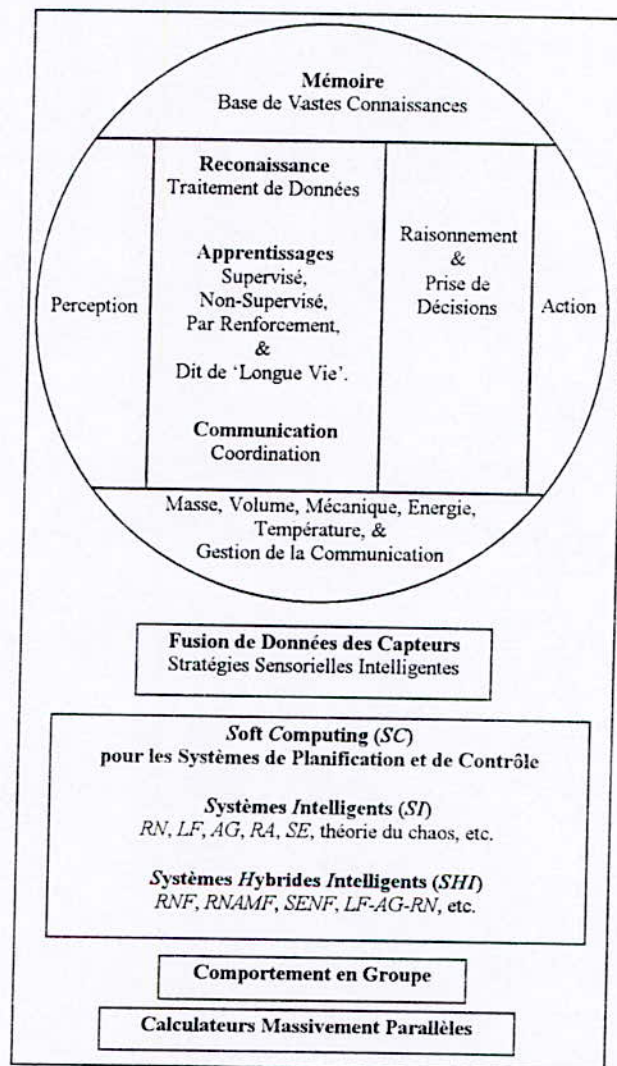 Mémoire
Base de Vastes Connaissances
Reconaissance
Traitement de Données
Apprentissages
Supervisé,
Non-Supervisé,
Par Renforcement,
&
Dit de ‘Longue Vie’.
Communication
Coordination
Perception
Raisonnement
&
Prise de
Décisions
Action
Masse, Volume, Mécanique, Energie,
Température, &
Gestion de la Communication
Fusion de Données des Capteurs
Stratégies Sensorielles Intelligentes
Soft Computing (SC)
pour les Systèmes de Planification et de Contrôle
Systèmes Intelligents (SI)
RN, LF, AG, RA, SE, théorie du chaos, etc.
Systèmes Hybrides Intelligents (SHI)
RNF, RNAMF, SENF, LF-AG-RN, etc.
Comportement en Groupe
Calculateurs Massivement Parallèles